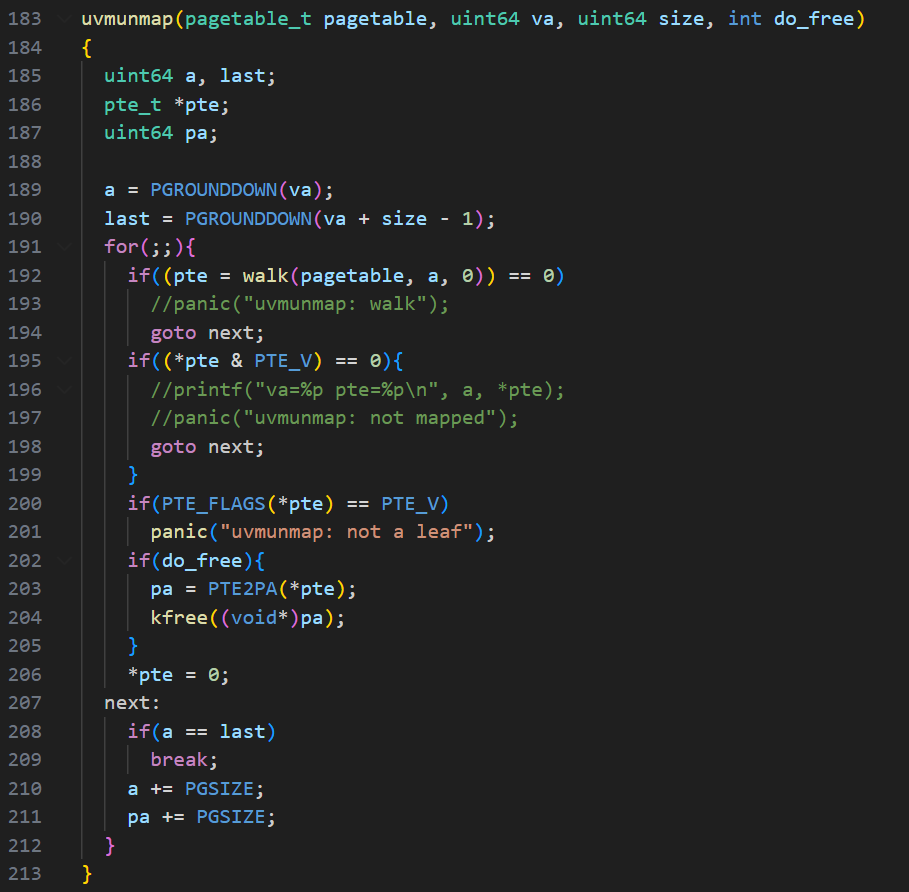 183 uvmunmap(pagetable_t pagetable, uint64 va, uint64 size, int do_free)
184 {
185   uint64 a, last;
186   pte_t *pte;
187   uint64 pa;
188
189   a = PGROUNDDOWN(va);
190   last = PGROUNDDOWN(va + size - 1);
191   for(;;){
192     if((pte = walk(pagetable, a, 0)) == 0)
193       //panic("uvmunmap: walk");
194       goto next;
195     if((*pte & PTE_V) == 0){
196       //printf("va=%p pte=%p\n", a, *pte);
197       //panic("uvmunmap: not mapped");
198       goto next;
199     }
200     if(PTE_FLAGS(*pte) == PTE_V)
201       panic("uvmunmap: not a leaf");
202     if(do_free){
203       pa = PTE2PA(*pte);
204       kfree((void*)pa);
205     }
206     *pte = 0;
207   next:
208     if(a == last)
209       break;
210     a += PGSIZE;
211     pa += PGSIZE;
212   }
213 }